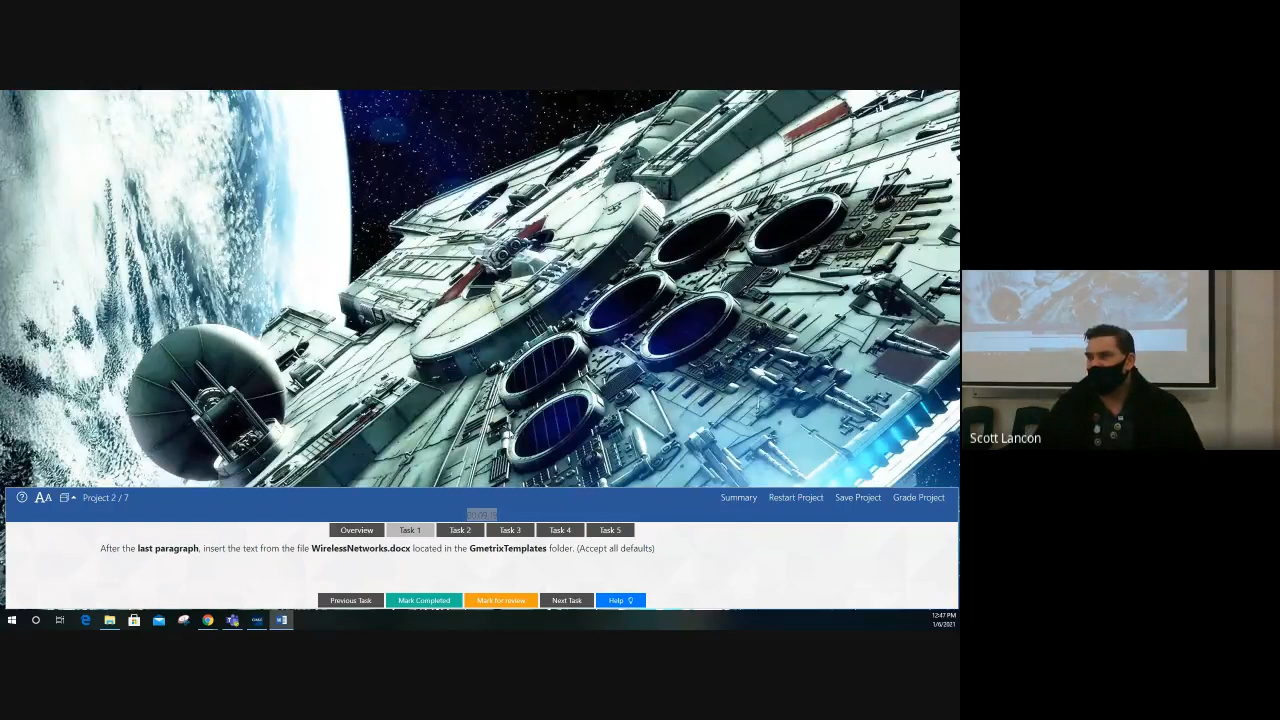 AA Project 2 / 7
Summary Restart Project Save Project Grade Project
Overview Task 1 Task 2 Task 3 Task 4 Task 5
After the last paragraph, insert the text from the file WirelessNetworks.docx located in the GmetrixTemplates folder. (Accept all defaults)
Previous Task Mark Completed Mark for review Next Task Help
12:47 PM
1/6/2021
Scott Lancon